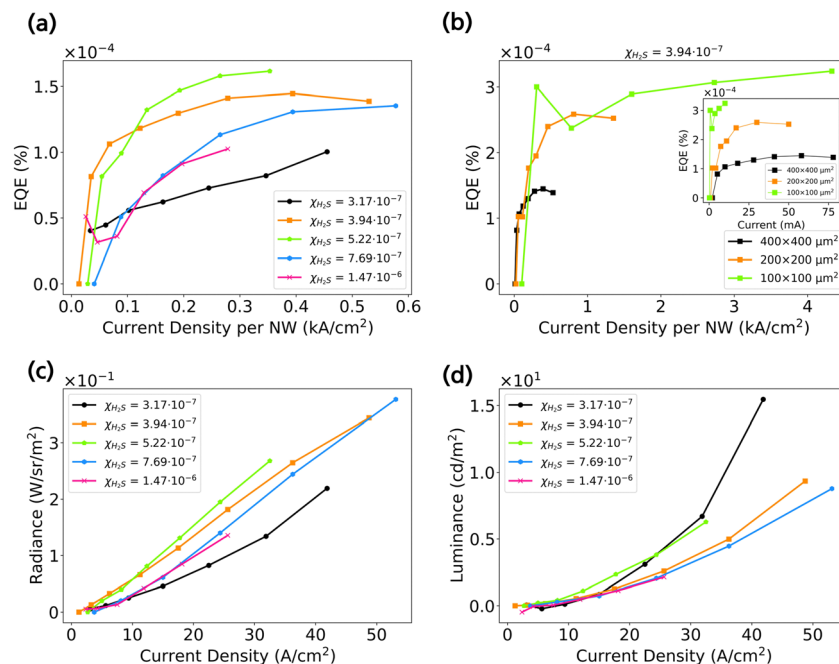 (a)
×10⁻⁴
EQE (%)
1.5
1.0
0.5
0.0
χH₂S = 3.17·10⁻⁷
χH₂S = 3.94·10⁻⁷
χH₂S = 5.22·10⁻⁷
χH₂S = 7.69·10⁻⁷
χH₂S = 1.47·10⁻⁶
0.0 0.1 0.2 0.3 0.4 0.5 0.6
Current Density per NW (kA/cm²)
(b)
×10⁻⁴
χH₂S = 3.94·10⁻⁷
EQE (%)
3
2
1
0
×10⁻⁴
EQE (%)
3
2
1
0
400×400 μm²
200×200 μm²
100×100 μm²
0 25 50 75
Current (mA)
400×400 μm²
200×200 μm²
100×100 μm²
0 1 2 3 4
Current Density per NW (kA/cm²)
(c)
×10⁻¹
Radiance (W/sr/m²)
3
2
1
0
χH₂S = 3.17·10⁻⁷
χH₂S = 3.94·10⁻⁷
χH₂S = 5.22·10⁻⁷
χH₂S = 7.69·10⁻⁷
χH₂S = 1.47·10⁻⁶
0 10 20 30 40 50
Current Density (A/cm²)
(d)
×10¹
Luminance (cd/m²)
1.5
1.0
0.5
0.0
χH₂S = 3.17·10⁻⁷
χH₂S = 3.94·10⁻⁷
χH₂S = 5.22·10⁻⁷
χH₂S = 7.69·10⁻⁷
χH₂S = 1.47·10⁻⁶
0 10 20 30 40 50
Current Density (A/cm²)